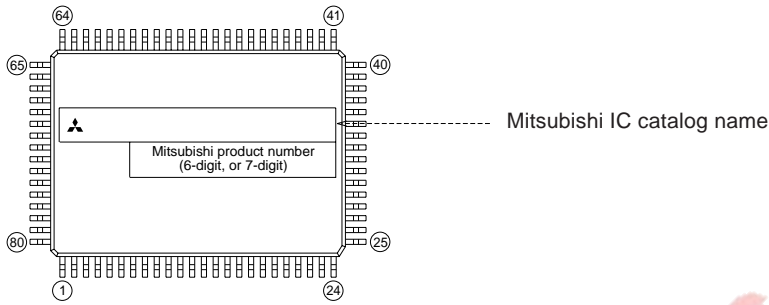 64 41
65 40
Mitsubishi IC catalog name
Mitsubishi product number
(6-digit, or 7-digit)
80 25
1 24